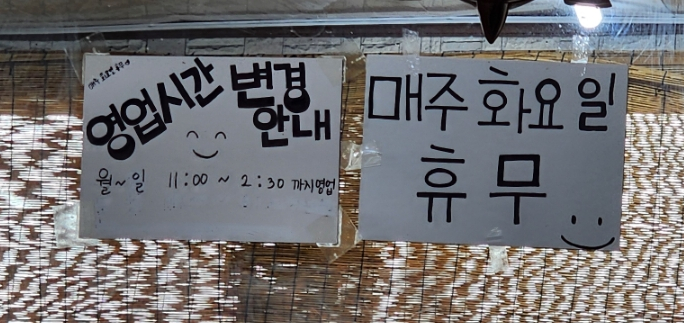 영업시간 변경
안내
월~일 11:00 ~ 2:30 까지영업
매주 화요일
휴무